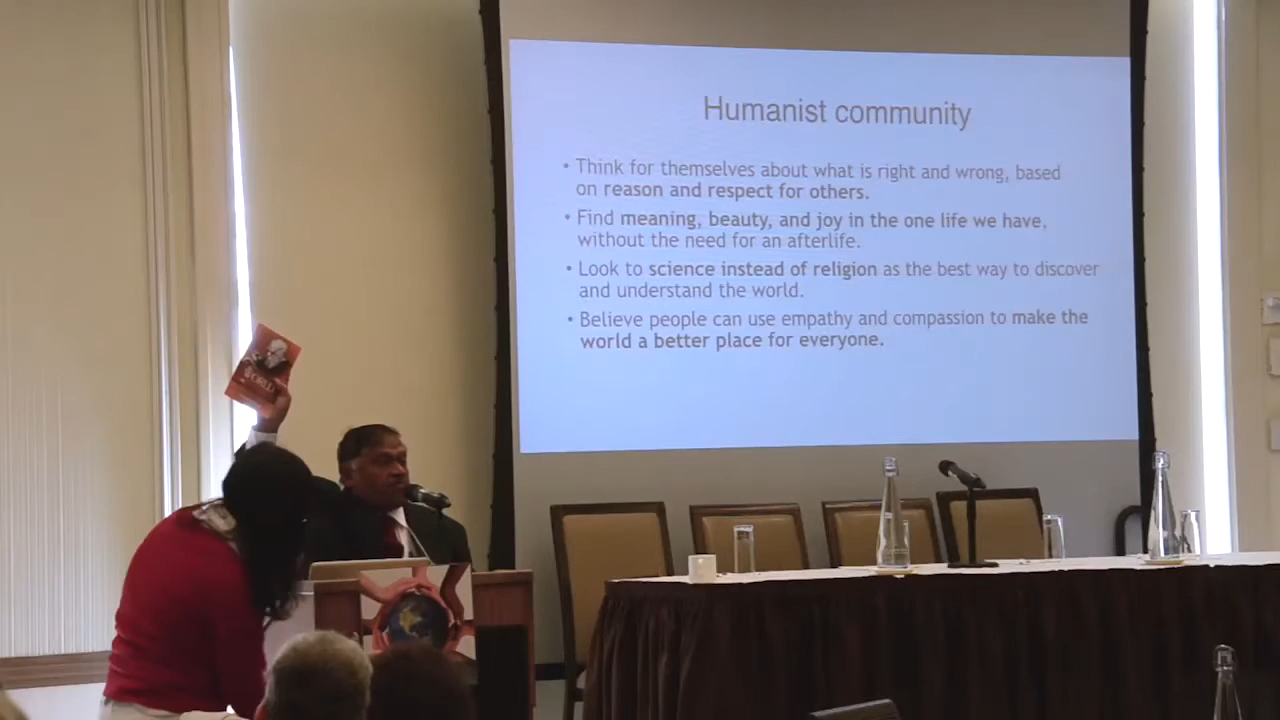 Humanist community
• Think for themselves about what is right and wrong, based
on reason and respect for others.
• Find meaning, beauty, and joy in the one life we have,
without the need for an afterlife.
• Look to science instead of religion as the best way to discover
and understand the world.
• Believe people can use empathy and compassion to make the
world a better place for everyone.